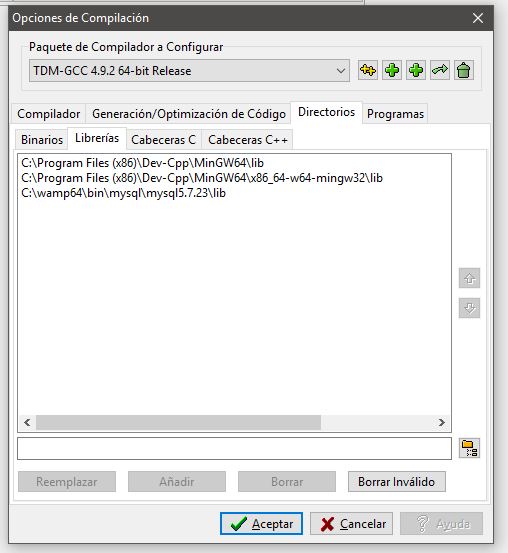 Opciones de Compilación
Paquete de Compilador a Configurar
TDM-GCC 4.9.2 64-bit Release
Compilador Generación/Optimización de Código Directorios Programas
Binarios Librerías Cabeceras C Cabeceras C++
C:\Program Files (x86)\Dev-Cpp\MinGW64\lib
C:\Program Files (x86)\Dev-Cpp\MinGW64\x86_64-w64-mingw32\lib
C:\wamp64\bin\mysql\mysql5.7.23\lib
Reemplazar Añadir Borrar Borrar Inválido
Aceptar Cancelar Ayuda